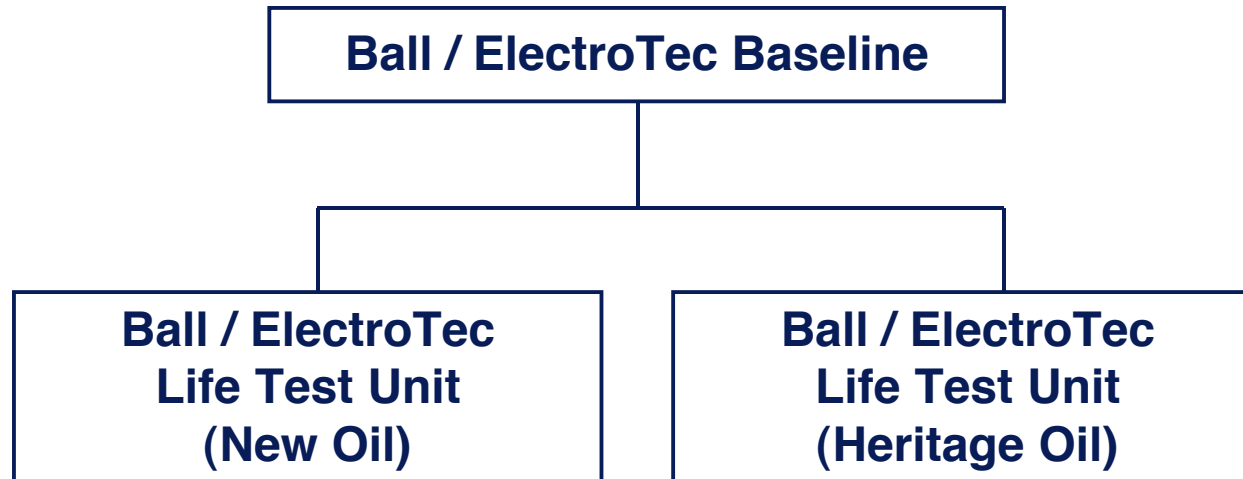 Ball / ElectroTec Baseline
Ball / ElectroTec
Life Test Unit
(New Oil)
Ball / ElectroTec
Life Test Unit
(Heritage Oil)